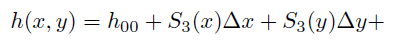 h(x, y) = h₀₀ + S₃(x)Δx + S₃(y)Δy+